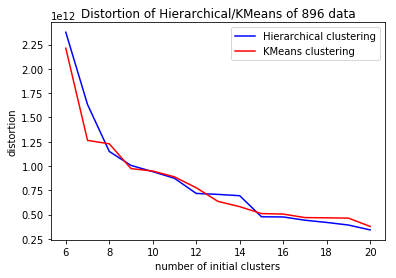 Distortion of Hierarchical/KMeans of 896 data
1e12
Hierarchical clustering
KMeans clustering
2.25
2.00
1.75
1.50
1.25
1.00
0.75
0.50
0.25
distortion
6 8 10 12 14 16 18 20
number of initial clusters